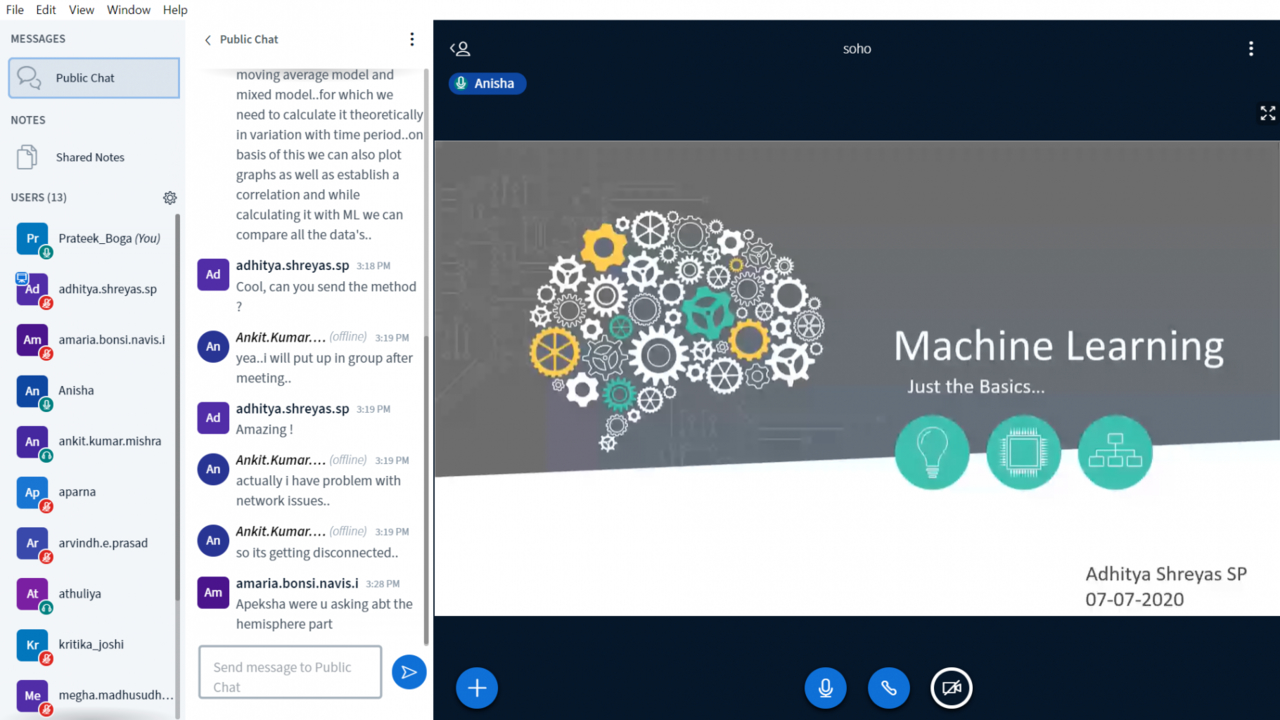 File Edit View Window Help
MESSAGES
Public Chat
NOTES
Shared Notes
USERS (13)
Pr Prateek_Boga (You)
Ad adhitya.shreyas.sp
Am amaria.bonsi.navis.i
An Anisha
An ankit.kumar.mishra
Ap aparna
Ar arvindh.e.prasad
At athuliya
Kr kritika_joshi
Me megha.madhusudh...
Public Chat
moving average model and
mixed model..for which we
need to calculate it theoretically
in variation with time period..on
basis of this we can also plot
graphs as well as establish a
correlation and while
calculating it with ML we can
compare all the data's..
Ad adhitya.shreyas.sp 3:18 PM
Cool, can you send the method
?
An Ankit.Kumar.... (offline) 3:19 PM
yea..i will put up in group after
meeting..
Ad adhitya.shreyas.sp 3:19 PM
Amazing !
An Ankit.Kumar.... (offline) 3:19 PM
actually i have problem with
network issues..
An Ankit.Kumar.... (offline) 3:19 PM
so its getting disconnected..
Am amaria.bonsi.navis.i 3:28 PM
Apeksha were u asking abt the
hemisphere part
Send message to Public
Chat
soho
Anisha
Machine Learning
Just the Basics...
Adhitya Shreyas SP
07-07-2020